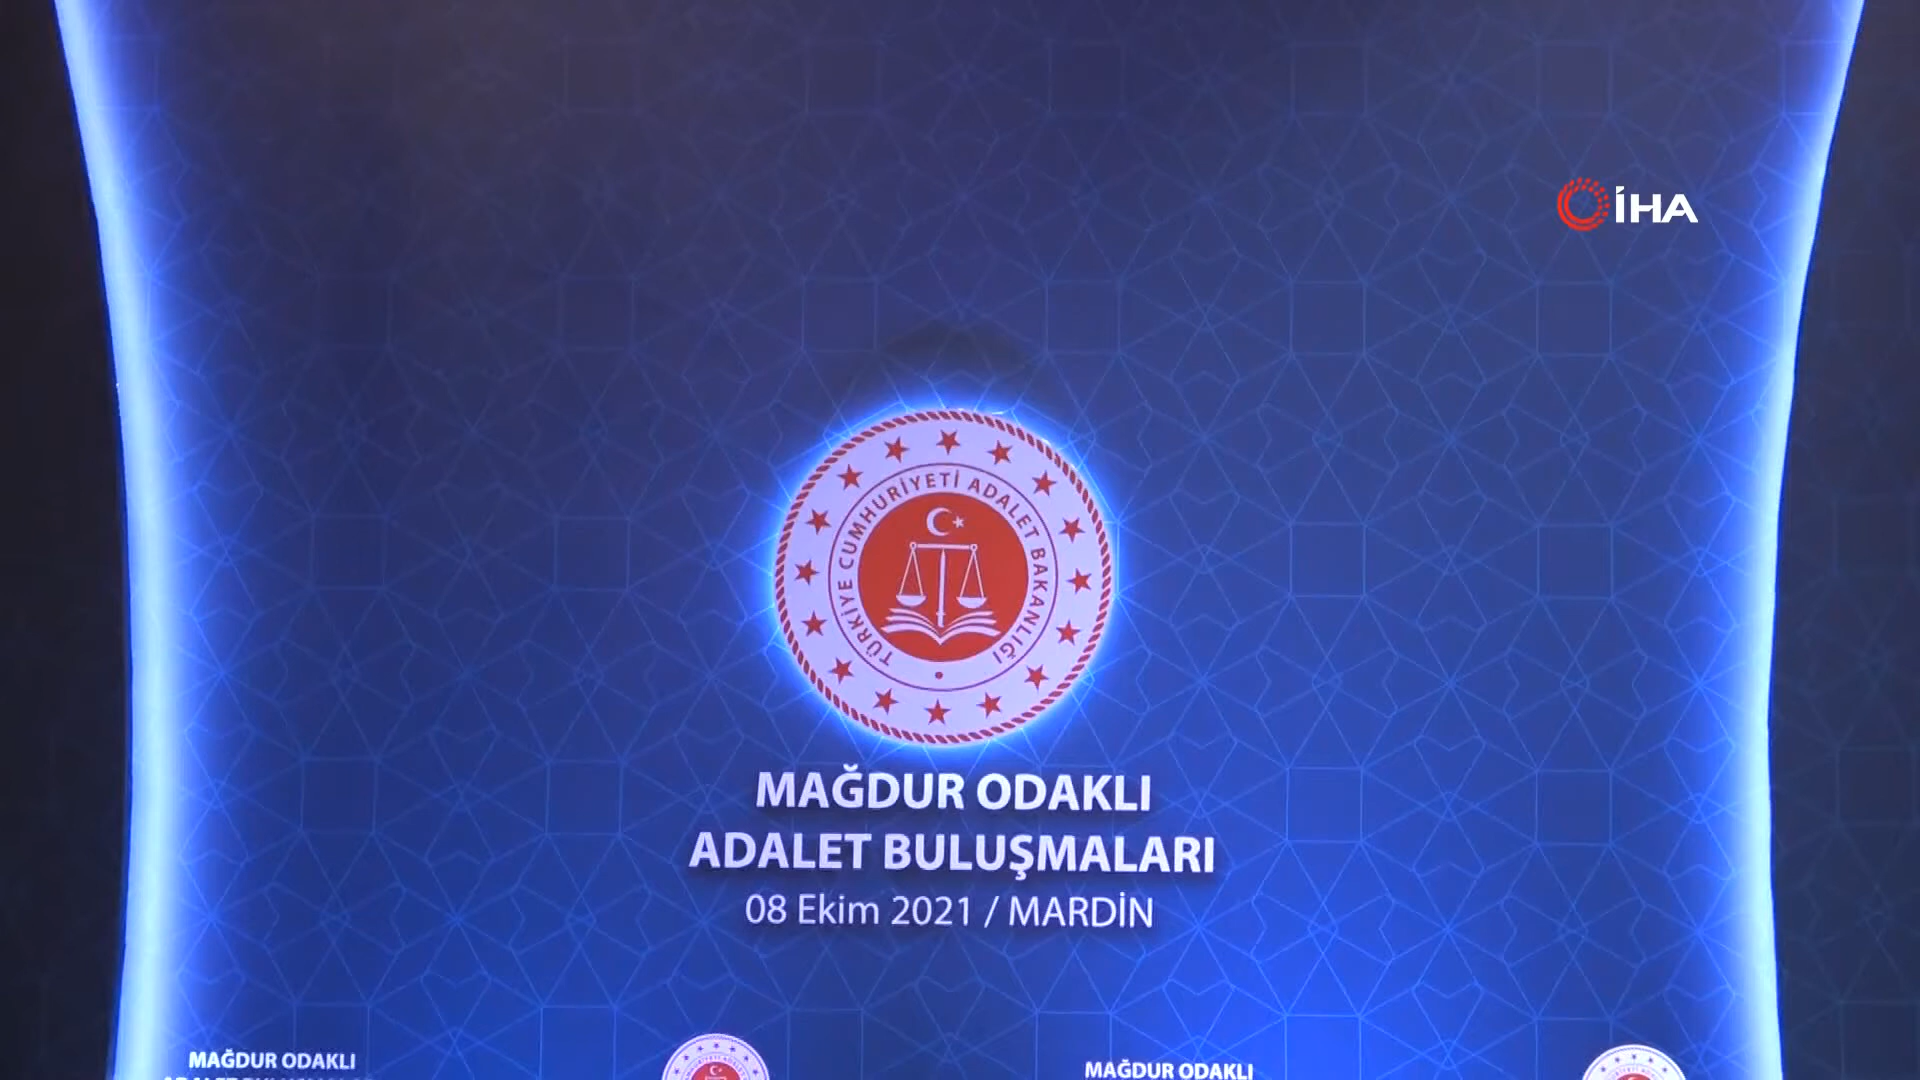 İHA
TÜRKİYE CUMHURİYETİ ADALET BAKANLIĞI
MAĞDUR ODAKLI
ADALET BULUŞMALARI
08 Ekim 2021 / MARDİN
MAĞDUR ODAKLI
MAĞDUR ODAKLI